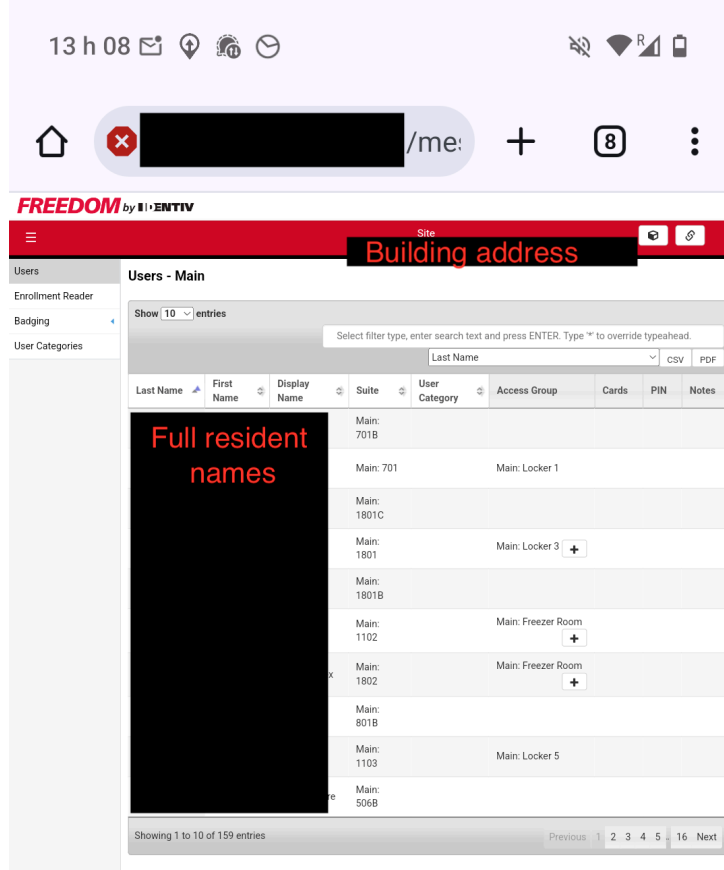 13 h 08
R
/mes
8
FREEDOM by IDENTIV
Site
Building address
Users
Enrollment Reader
Badging
User Categories
Users - Main
Show 10 entries
Select filter type, enter search text and press ENTER. Type '*' to override typeahead.
Last Name
CSV PDF
Last Name First Name Display Name Suite User Category Access Group Cards PIN Notes
Full resident
names
Main: 701B
Main: 701 Main: Locker 1
Main: 1801C
Main: 1801 Main: Locker 3
Main: 1801B
Main: 1102 Main: Freezer Room
x Main: 1802 Main: Freezer Room
Main: 801B
Main: 1103 Main: Locker 5
re Main: 506B
Showing 1 to 10 of 159 entries
Previous 1 2 3 4 5 .. 16 Next